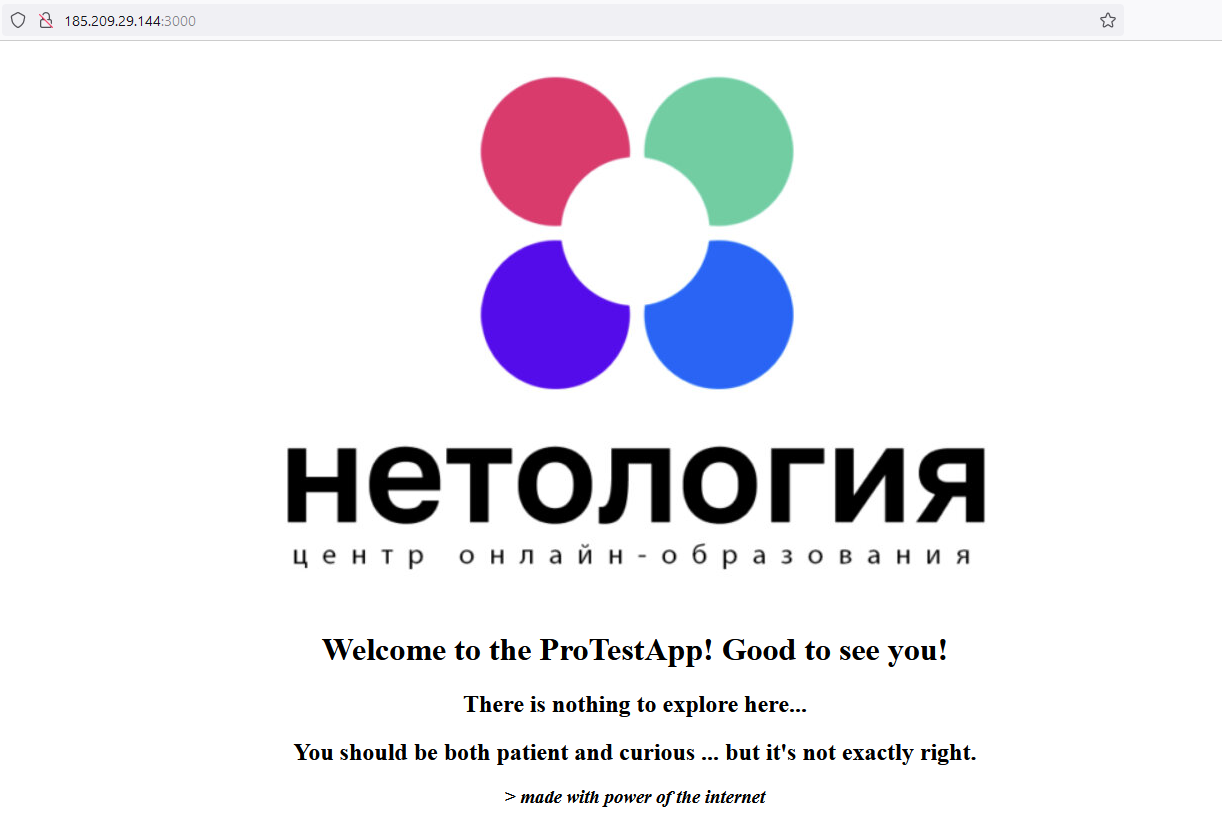 185.209.29.144:3000
нетология
центр онлайн-образования
Welcome to the ProTestApp! Good to see you!
There is nothing to explore here...
You should be both patient and curious ... but it's not exactly right.
> made with power of the internet